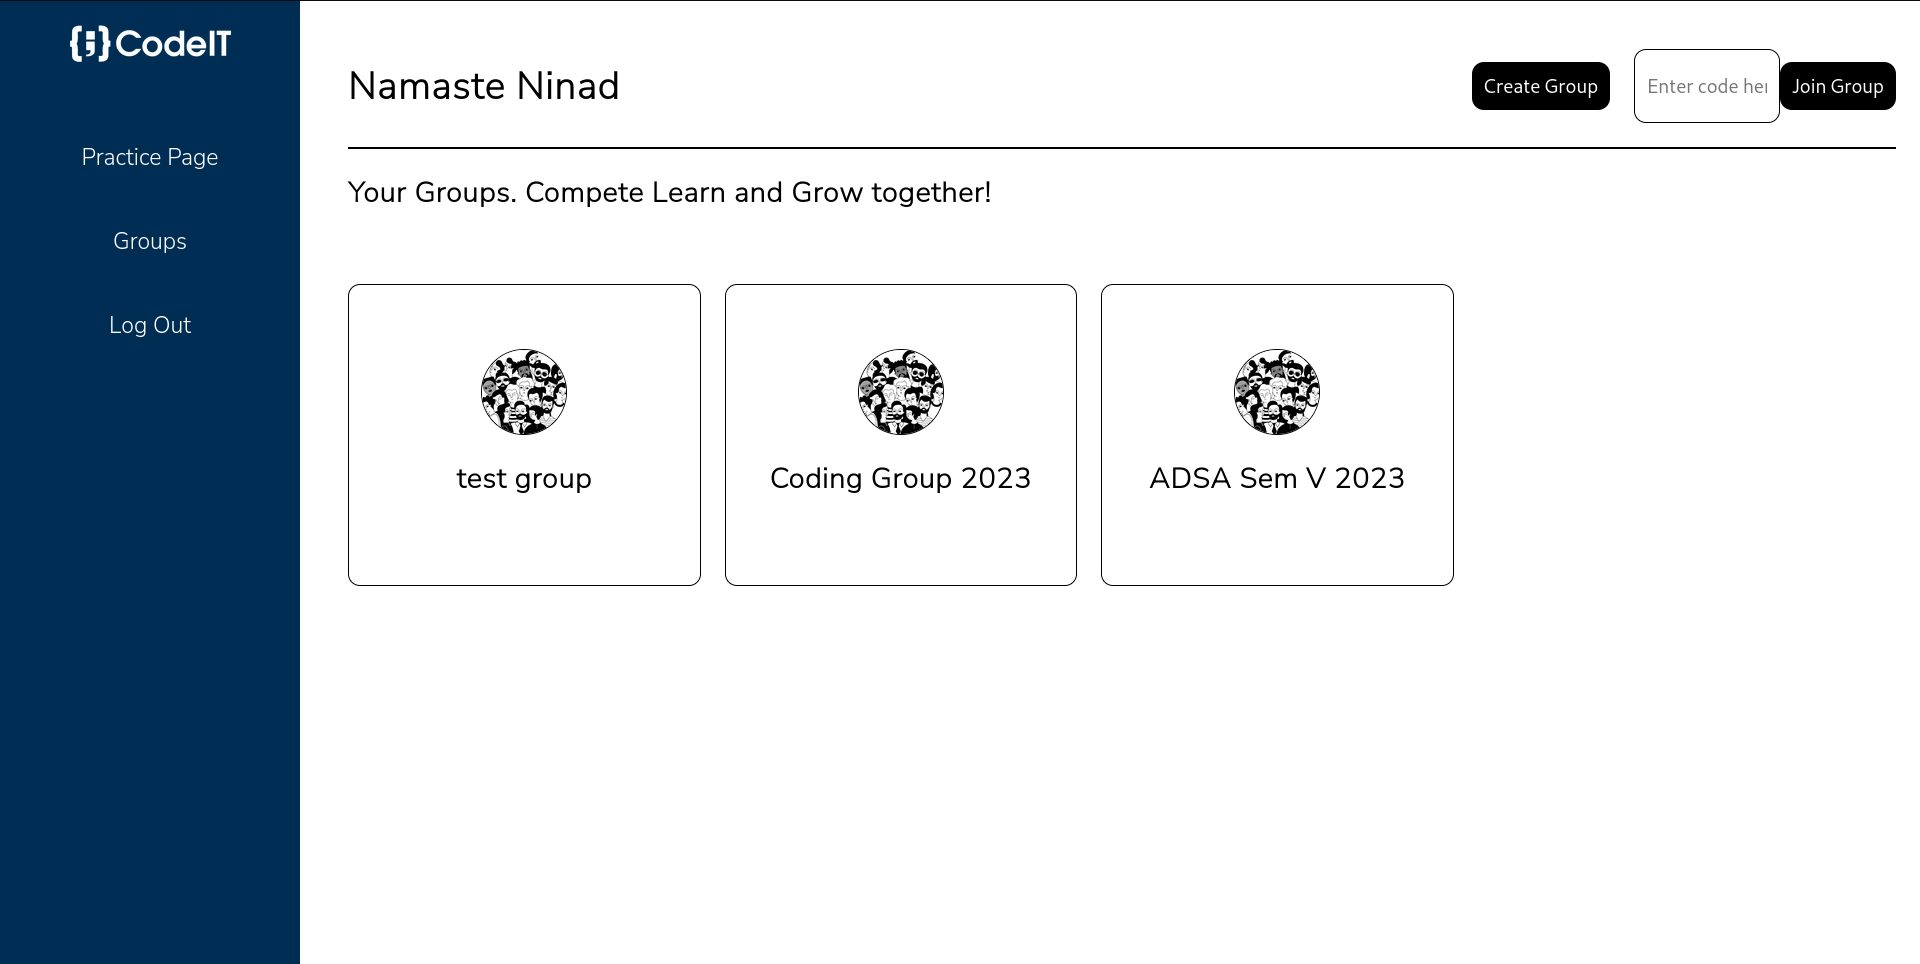 CodeIT
Practice Page
Groups
Log Out
Namaste Ninad
Create Group
Enter code her
Join Group
Your Groups. Compete Learn and Grow together!
test group
Coding Group 2023
ADSA Sem V 2023